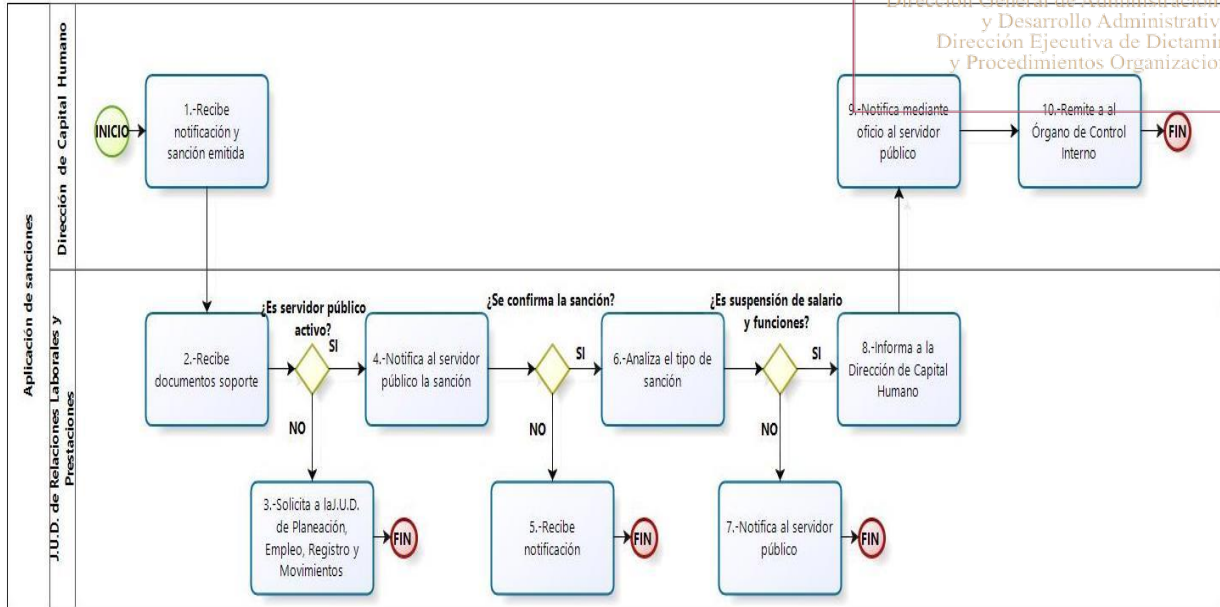 Dirección General de Administración
y Desarrollo Administrativ
Dirección Ejecutiva de Dictami
y Procedimientos Organizacio
Aplicación de sanciones
Dirección de Capital Humano
INICIO
1.-Recibe
notificación y
sanción emitida
9.-Notifica mediante
oficio al servidor
público
10.-Remite a al
Órgano de Control
Interno
FIN
J.U.D. de Relaciones Laborales y
Prestaciones
2.-Recibe
documentos soporte
¿Es servidor público
activo?
SI
NO
3.-Solicita a laJ.U.D.
de Planeación,
Empleo, Registro y
Movimientos
FIN
4.-Notifica al servidor
público la sanción
¿Se confirma la sanción?
SI
NO
5.-Recibe
notificación
FIN
6.-Analiza el tipo de
sanción
¿Es suspensión de salario
y funciones?
SI
NO
7.-Notifica al servidor
público
FIN
8.-Informa a la
Dirección de Capital
Humano